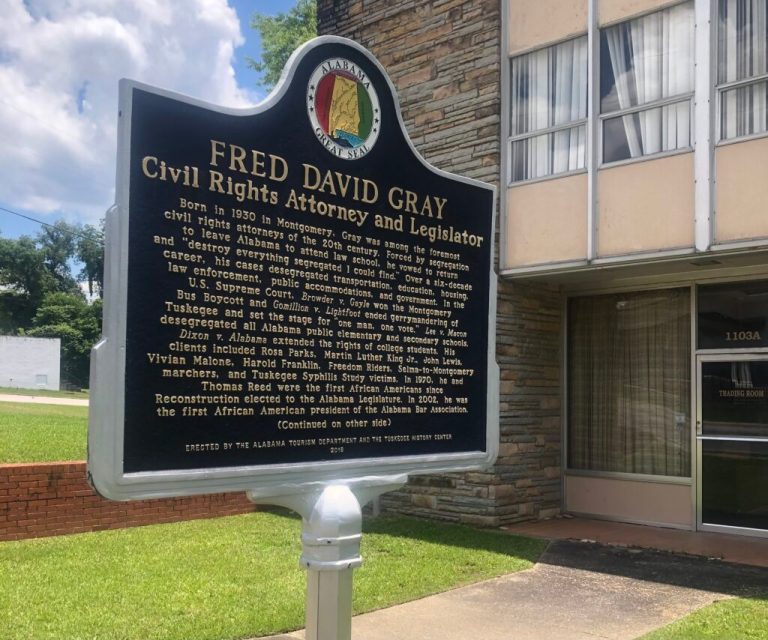 ALABAMA
GREAT SEAL
FRED DAVID GRAY
Civil Rights Attorney and Legislator
Born in 1930 in Montgomery, Gray was among the foremost
civil rights attorneys of the 20th century. Forced by segregation
to leave Alabama to attend law school, he vowed to return
and "destroy everything segregated I could find." Over a six-decade
career, his cases desegregated transportation, education, housing,
law enforcement, public accommodations, and government. In the
U.S. Supreme Court, Browder v. Gayle won the Montgomery
Bus Boycott and Gomillion v. Lightfoot ended gerrymandering of
Tuskegee and set the stage for "one man, one vote." Lee v. Macon
desegregated all Alabama public elementary and secondary schools.
Dixon v. Alabama extended the rights of college students. His
clients included Rosa Parks, Martin Luther King Jr., John Lewis,
Vivian Malone, Harold Franklin, Freedom Riders, Selma-to-Montgomery
marchers, and Tuskegee Syphilis Study victims. In 1970, he and
Thomas Reed were the first African Americans since
Reconstruction elected to the Alabama Legislature. In 2002, he was
the first African American president of the Alabama Bar Association.
(Continued on other side)
ERECTED BY THE ALABAMA TOURISM DEPARTMENT AND THE TUSKEGEE HISTORY CENTER
1103A
TRADING ROOM